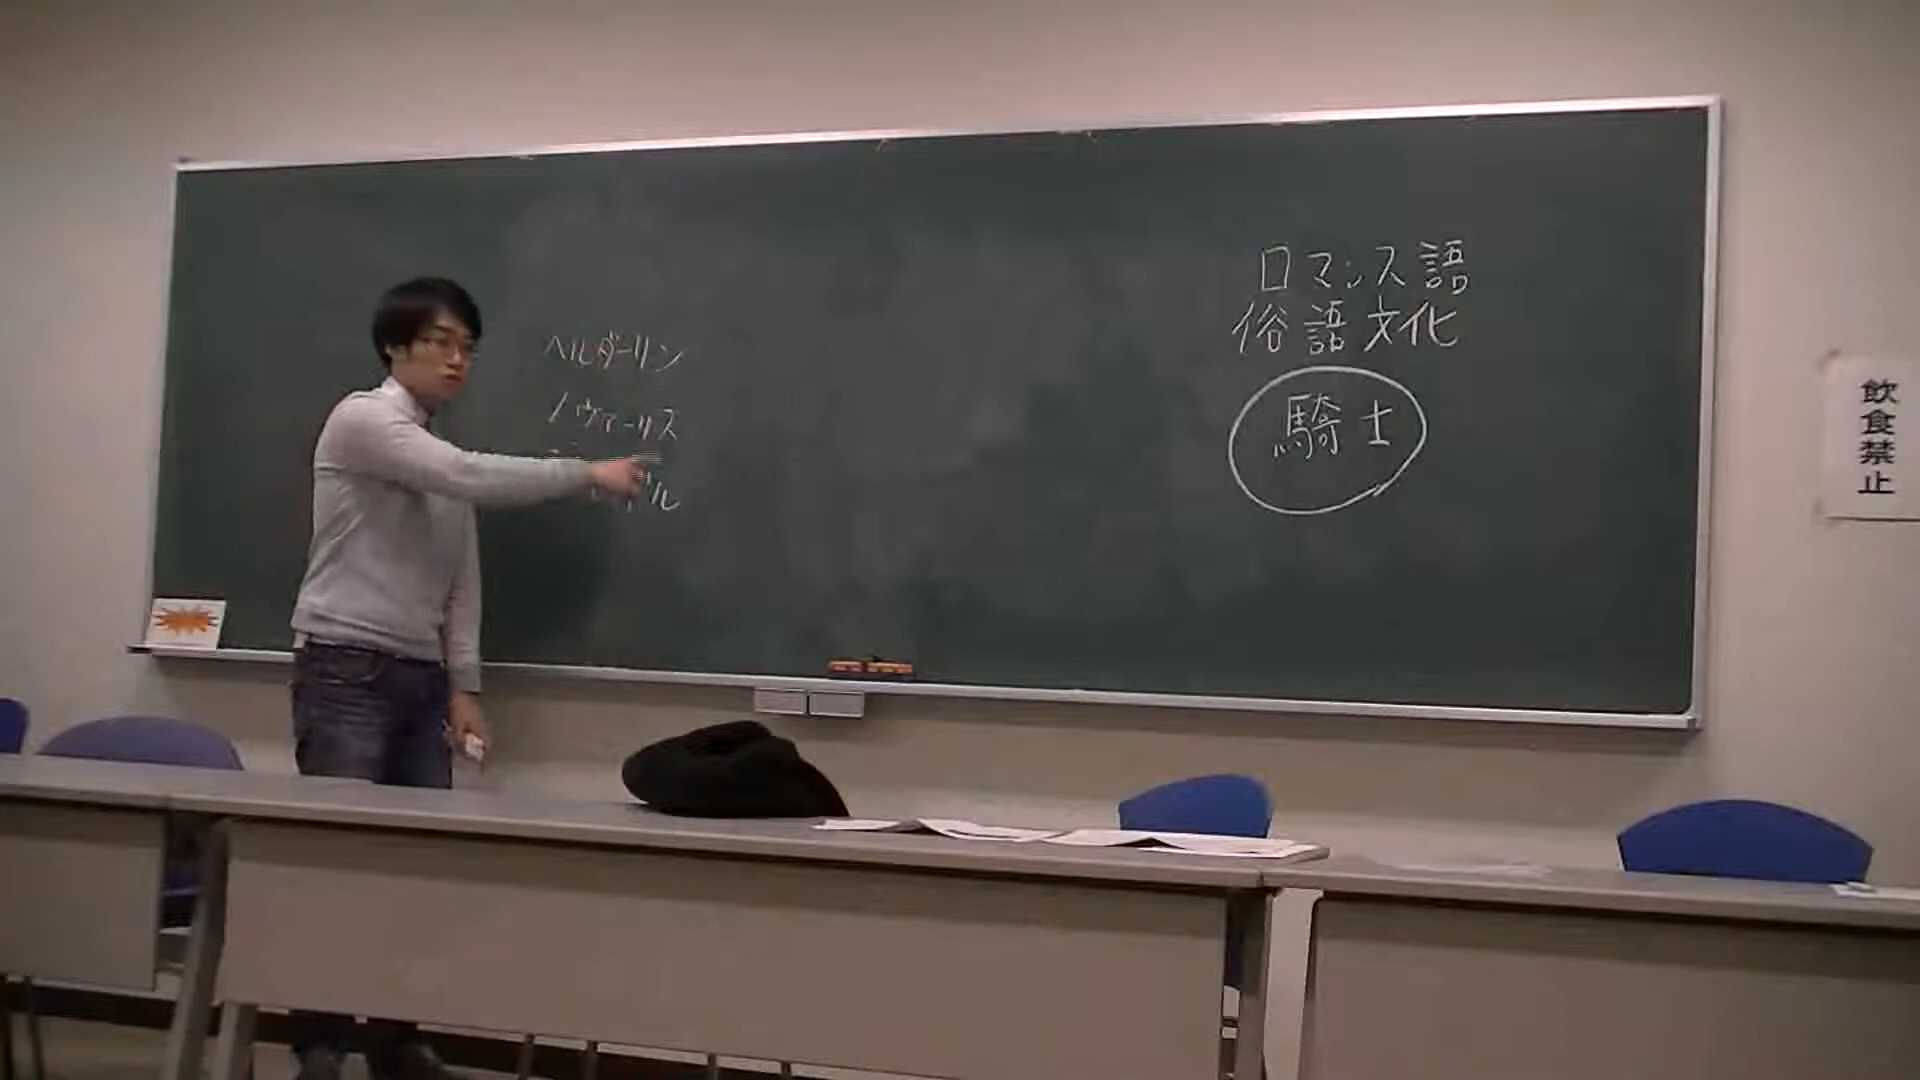 ロマンス語
俗語文化
騎士
ヘルダーリン
ノヴァーリス
飲食禁止